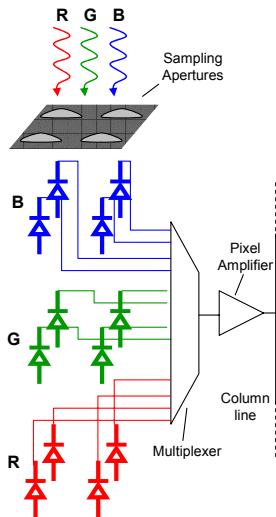 R G B
Sampling
Apertures
B
Pixel
Amplifier
G
Column
line
Multiplexer
R